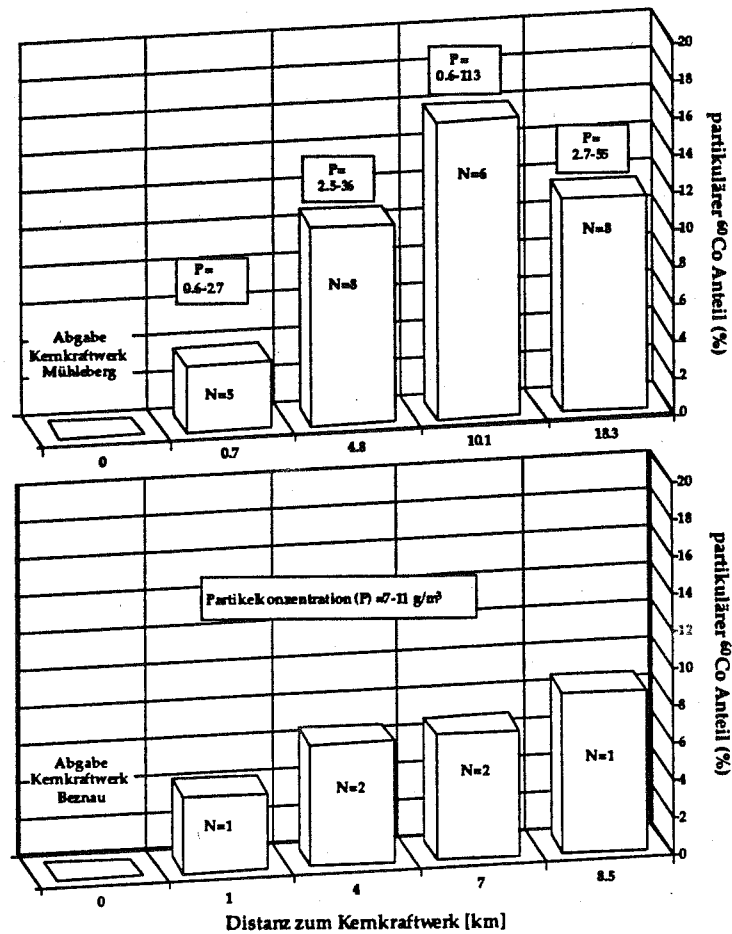 20
18
P=
0.6-113
16
P=
2.7-55
14
N=6
12
P=
2.5-36
10
N=8
partikulärer ⁶⁰Co Anteil (%)
8
P=
0.6-2.7
N=8
6
4
Abgabe
Kernkraftwerk
Mühleberg
2
N=5
0
0
0.7
4.8
10.1
18.3
20
18
16
Partikelkonzentration (P) =7-11 g/m³
14
12
10
partikulärer ⁶⁰Co Anteil (%)
8
6
Abgabe
Kernkraftwerk
Beznau
4
N=1
N=2
N=2
N=1
2
0
0
1
4
7
8.5
Distanz zum Kernkraftwerk [km]